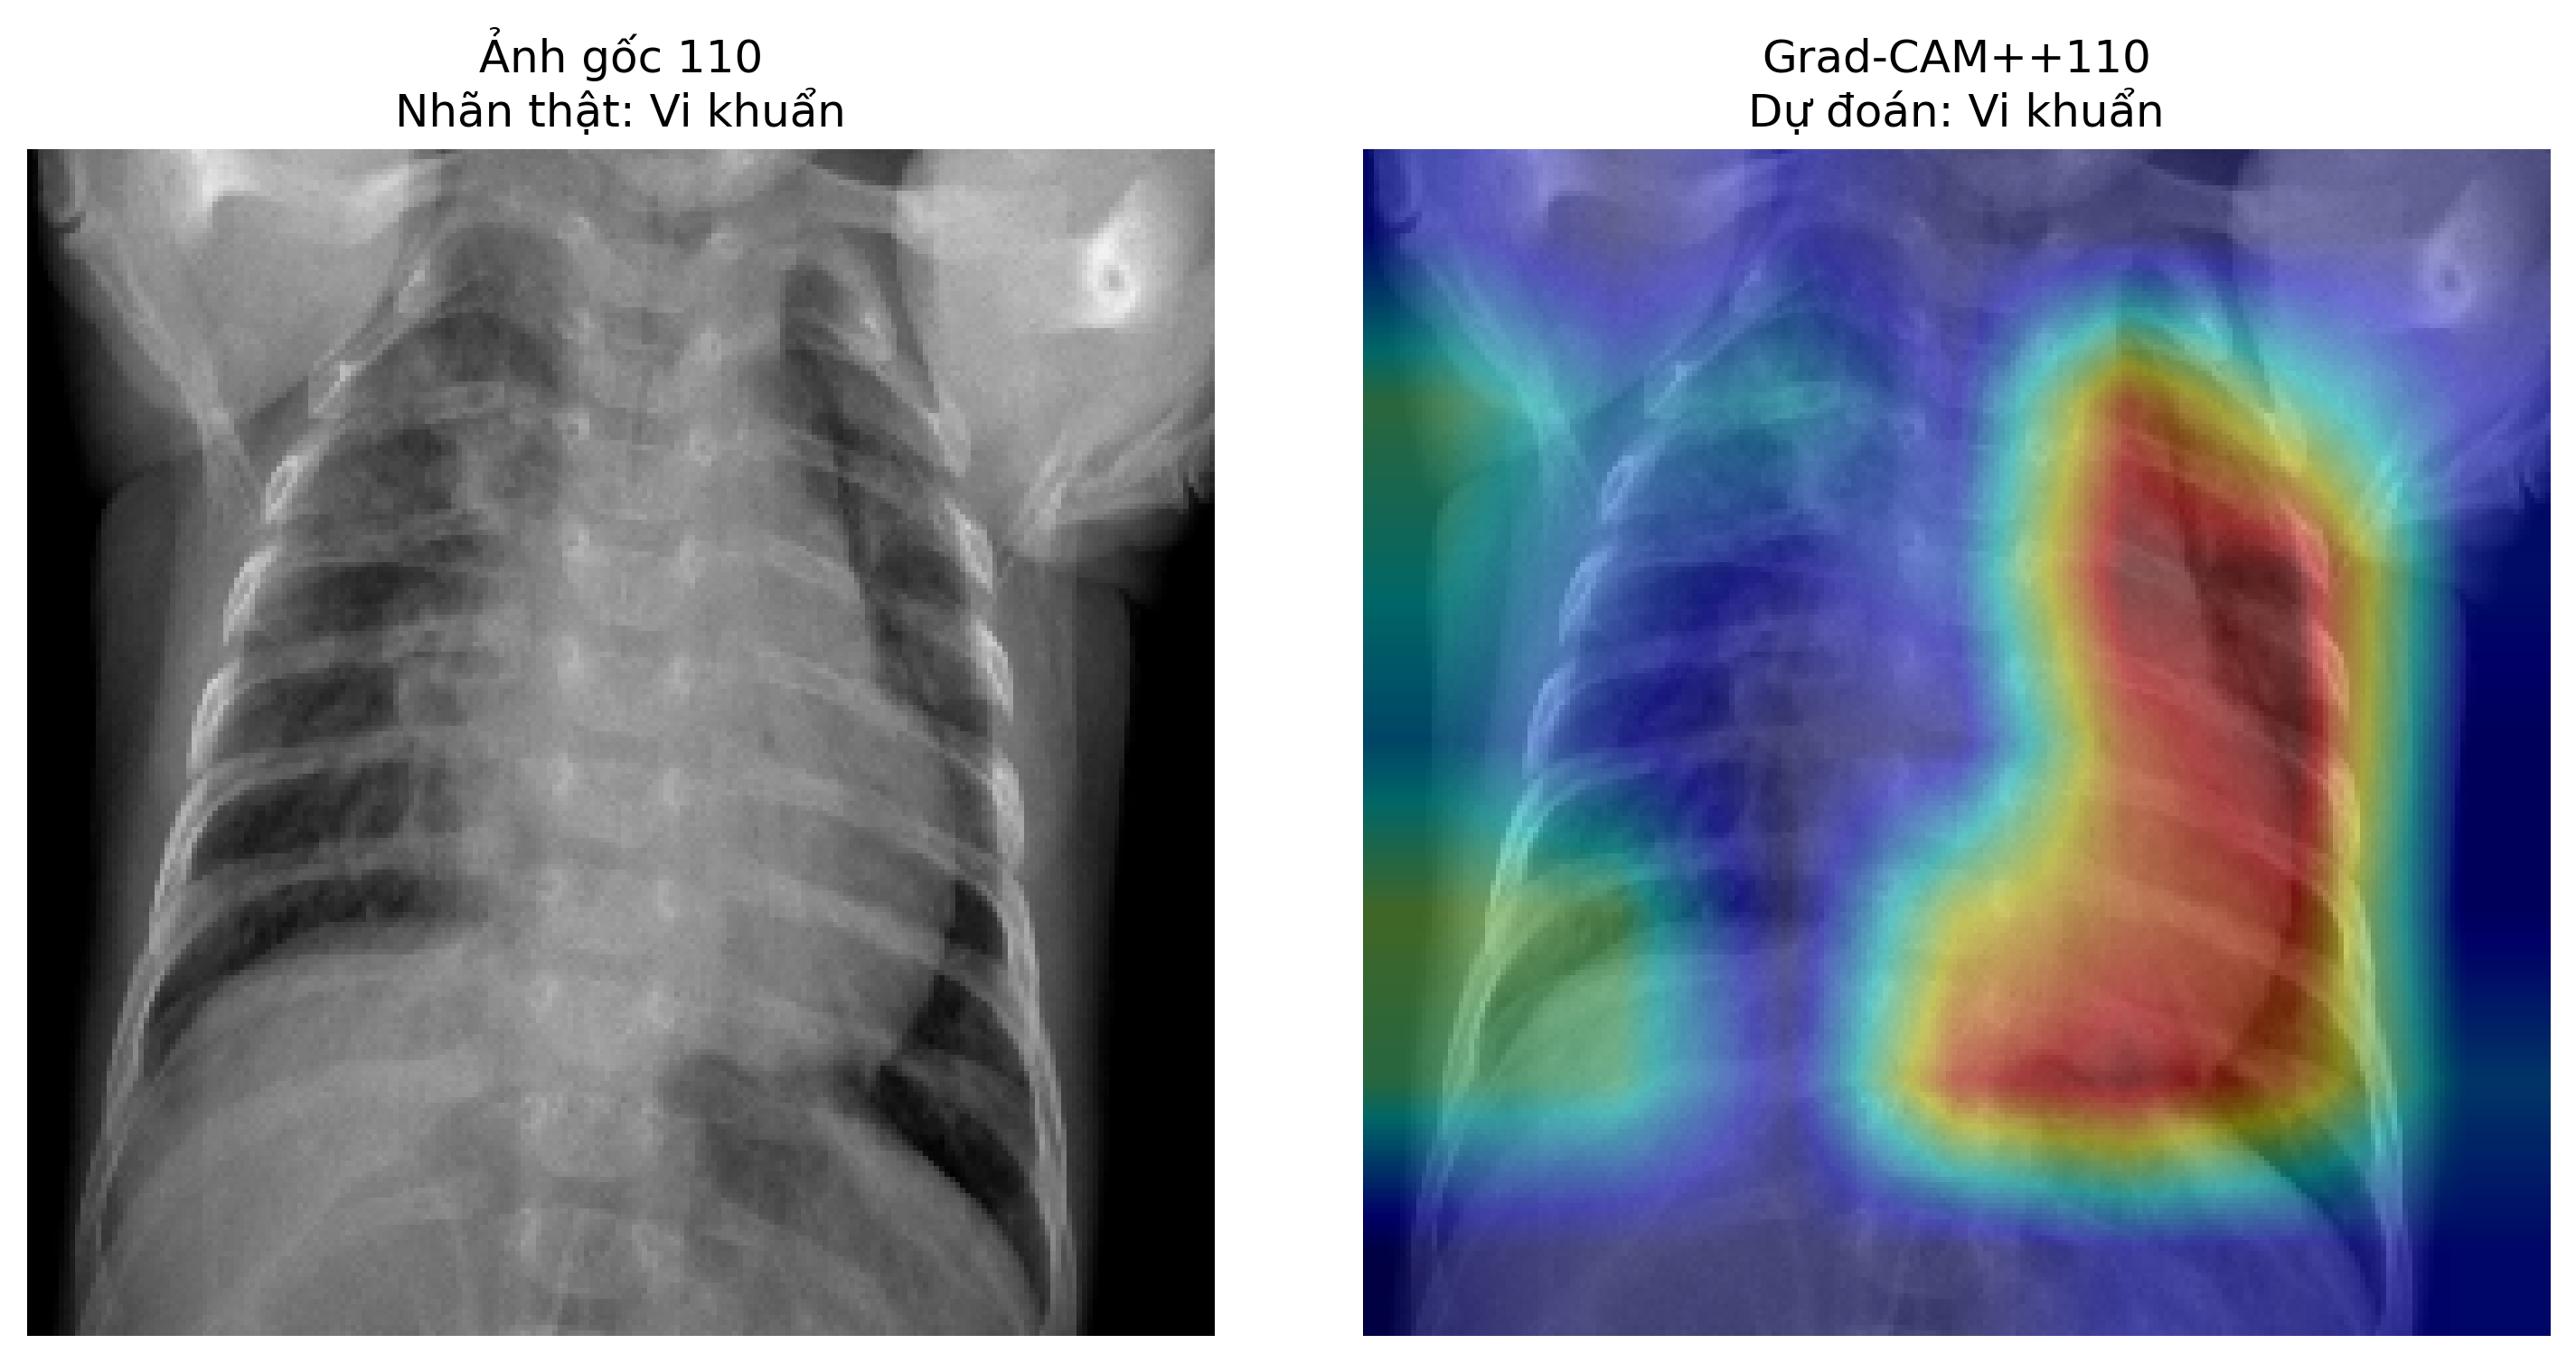 Ảnh gốc 110
Nhãn thật: Vi khuẩn
Grad-CAM++110
Dự đoán: Vi khuẩn